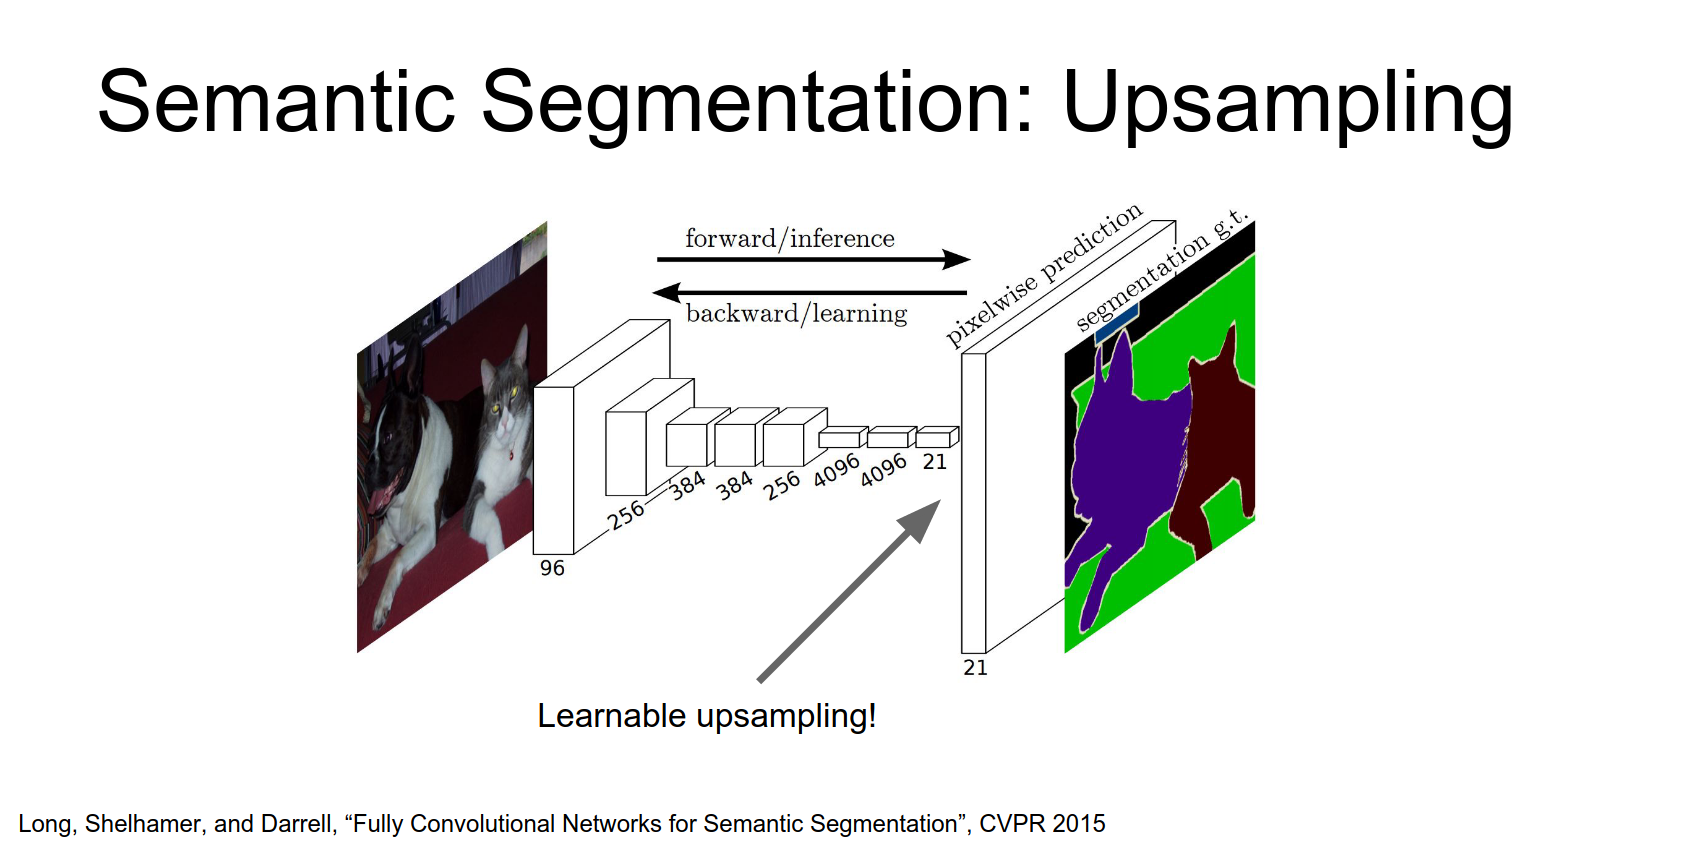 Semantic Segmentation: Upsampling
forward/inference
backward/learning
pixelwise prediction
segmentation g.t.
96
256
384
384
256
4096
4096
21
21
Learnable upsampling!
Long, Shelhamer, and Darrell, “Fully Convolutional Networks for Semantic Segmentation”, CVPR 2015